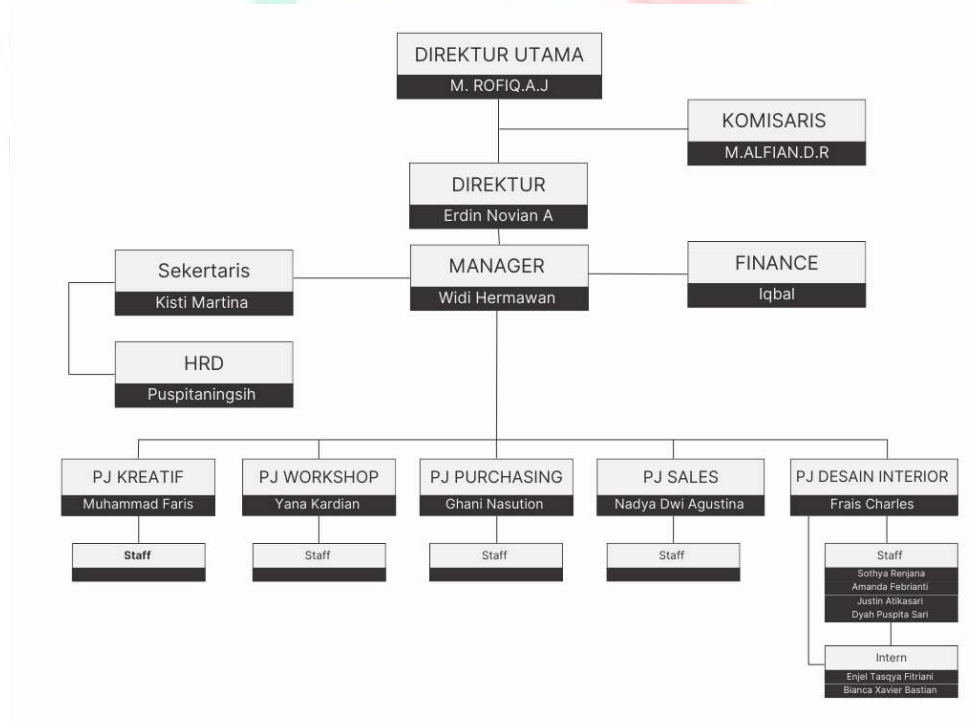 DIREKTUR UTAMA
M. ROFIQ.A.J
KOMISARIS
M.ALFIAN.D.R
DIREKTUR
Erdin Novian A
Sekertaris
Kisti Martina
MANAGER
Widi Hermawan
FINANCE
Iqbal
HRD
Puspitaningsih
PJ KREATIF
Muhammad Faris
Staff
PJ WORKSHOP
Yana Kardian
Staff
PJ PURCHASING
Ghani Nasution
Staff
PJ SALES
Nadya Dwi Agustina
Staff
PJ DESAIN INTERIOR
Frais Charles
Staff
Sothya Renjana
Amanda Febrianti
Justin Atikasari
Dyah Puspita Sari
Intern
Enjel Tasqya Fitriani
Bianca Xavier Bastian